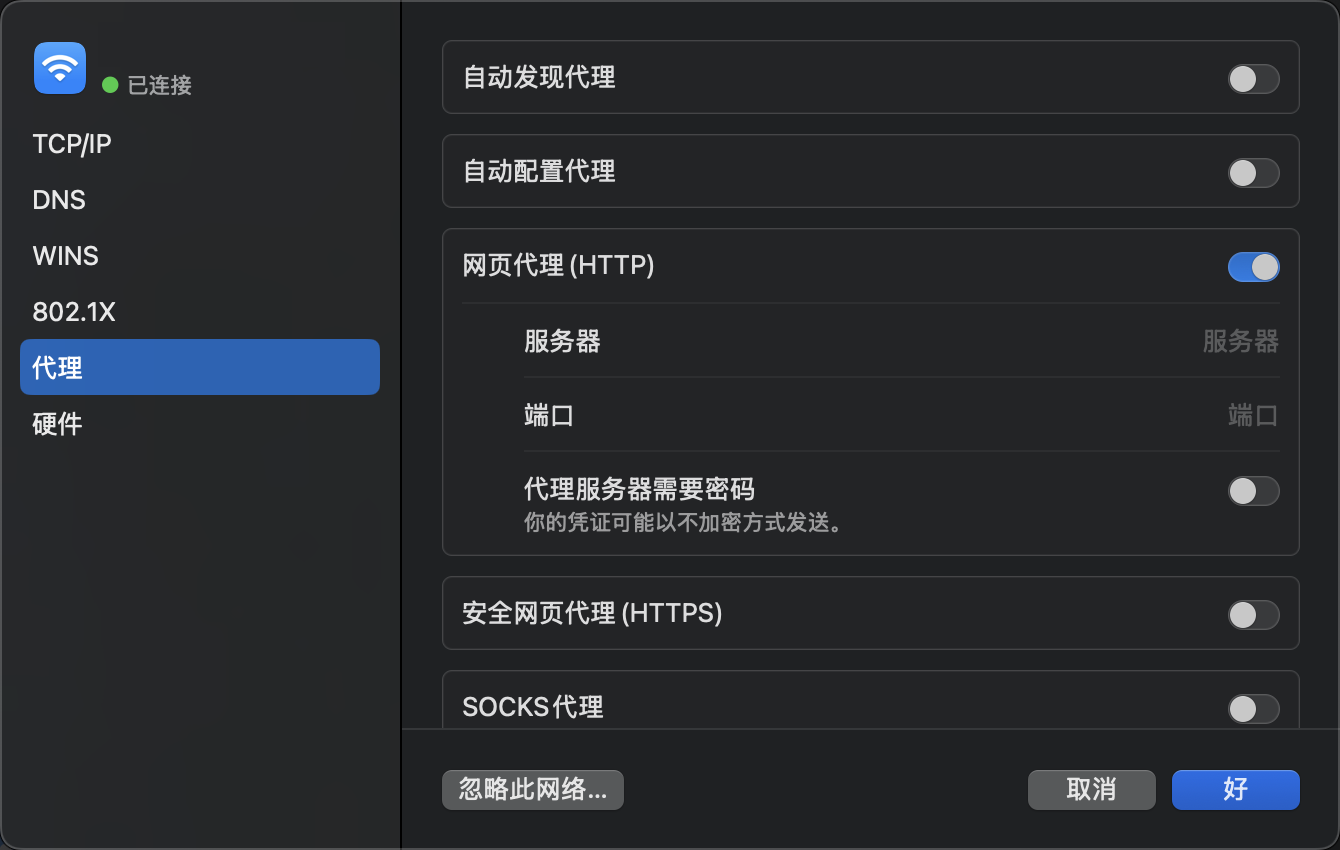 已连接
TCP/IP
DNS
WINS
802.1X
代理
硬件
自动发现代理
自动配置代理
网页代理 (HTTP)
服务器 服务器
端口 端口
代理服务器需要密码
你的凭证可能以不加密方式发送。
安全网页代理 (HTTPS)
SOCKS代理
忽略此网络... 取消 好